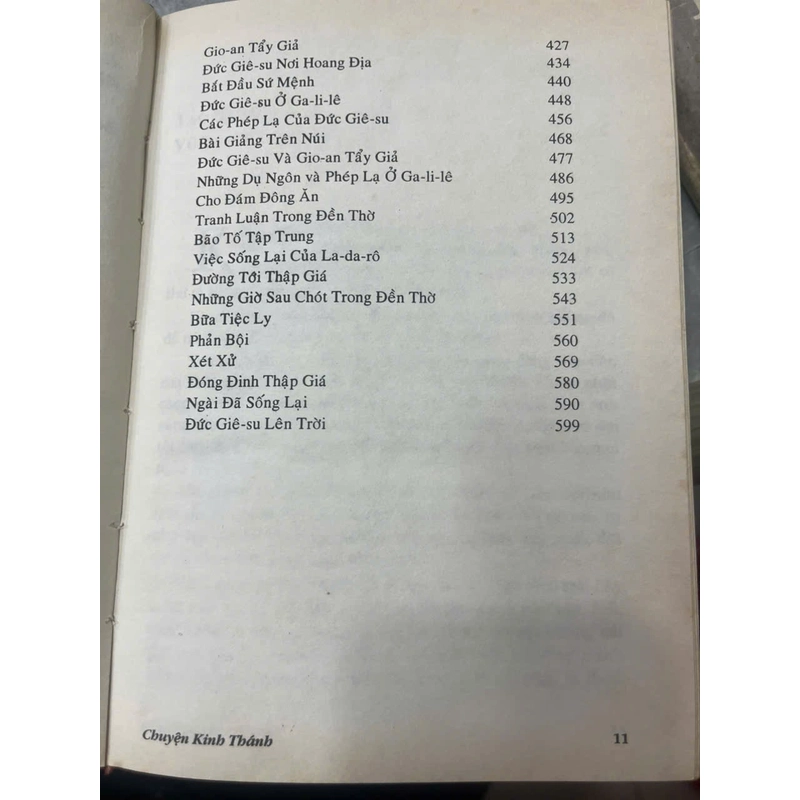 Gio-an Tẩy Giả 427
Đức Giê-su Nơi Hoang Địa 434
Bắt Đầu Sứ Mệnh 440
Đức Giê-su Ở Ga-li-lê 448
Các Phép Lạ Của Đức Giê-su 456
Bài Giảng Trên Núi 468
Đức Giê-su Và Gio-an Tẩy Giả 477
Những Dụ Ngôn và Phép Lạ Ở Ga-li-lê 486
Cho Đám Đông Ăn 495
Tranh Luận Trong Đền Thờ 502
Bão Tố Tập Trung 513
Việc Sống Lại Của La-da-rô 524
Đường Tới Thập Giá 533
Những Giờ Sau Chót Trong Đền Thờ 543
Bữa Tiệc Ly 551
Phản Bội 560
Xét Xử 569
Đóng Đinh Thập Giá 580
Ngài Đã Sống Lại 590
Đức Giê-su Lên Trời 599
Chuyện Kinh Thánh 11